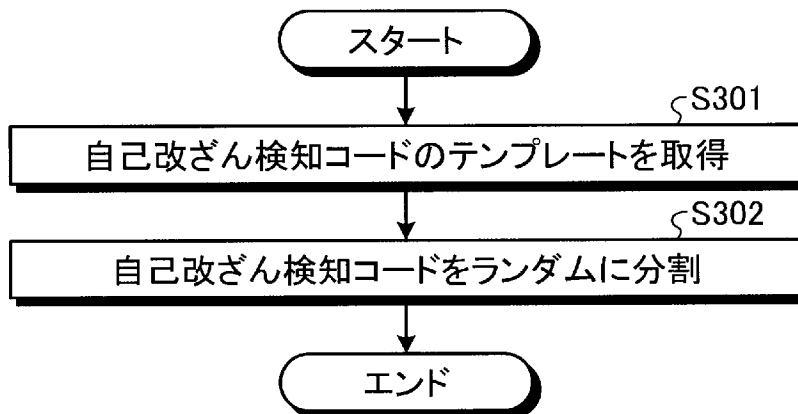 スタート
S301
自己改ざん検知コードのテンプレートを取得
S302
自己改ざん検知コードをランダムに分割
エンド